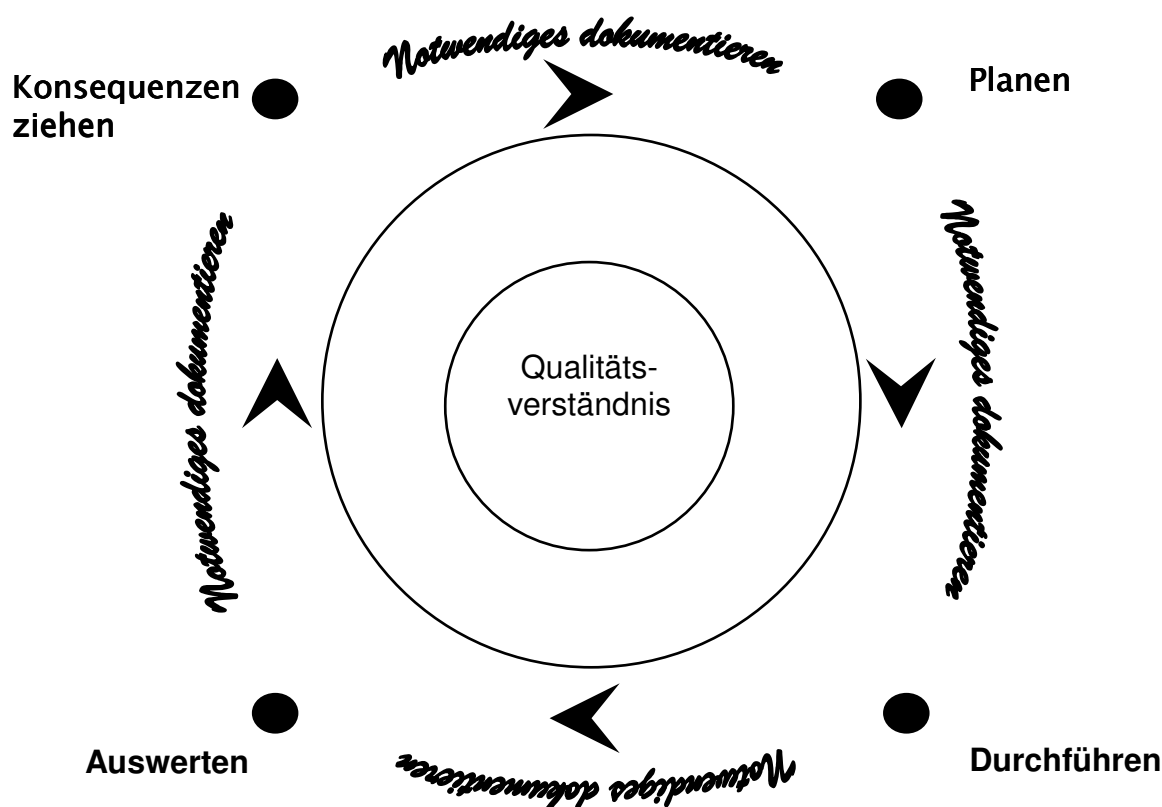 Notwendiges dokumentieren
Konsequenzen
ziehen
Planen
Notwendiges dokumentieren
Notwendiges dokumentieren
Qualitäts-
verständnis
Auswerten
Durchführen
Notwendiges dokumentieren